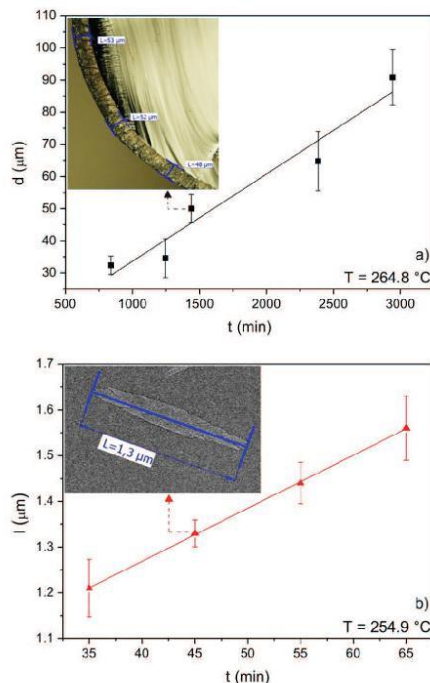 110
100
90
80
70
60
50
40
30
d (µm)
L=53 µm
L=52 µm
L=48 µm
a)
T = 264.8 °C
500 1000 1500 2000 2500 3000
t (min)
1.7
1.6
1.5
1.4
1.3
1.2
1.1
l (µm)
L=1,3 µm
b)
T = 254.9 °C
35 40 45 50 55 60 65
t (min)